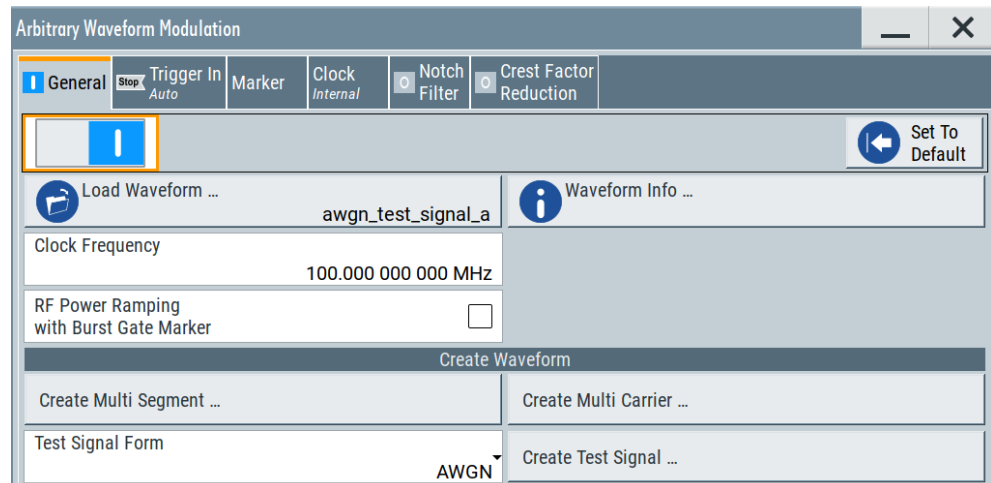 Arbitrary Waveform Modulation
General
Stop
Trigger In
Auto
Marker
Clock
Internal
Notch
Filter
Crest Factor
Reduction
Set To
Default
Load Waveform ...
awgn_test_signal_a
Waveform Info ...
Clock Frequency
100.000 000 000 MHz
RF Power Ramping
with Burst Gate Marker
Create Waveform
Create Multi Segment ...
Create Multi Carrier ...
Test Signal Form
AWGN
Create Test Signal ...